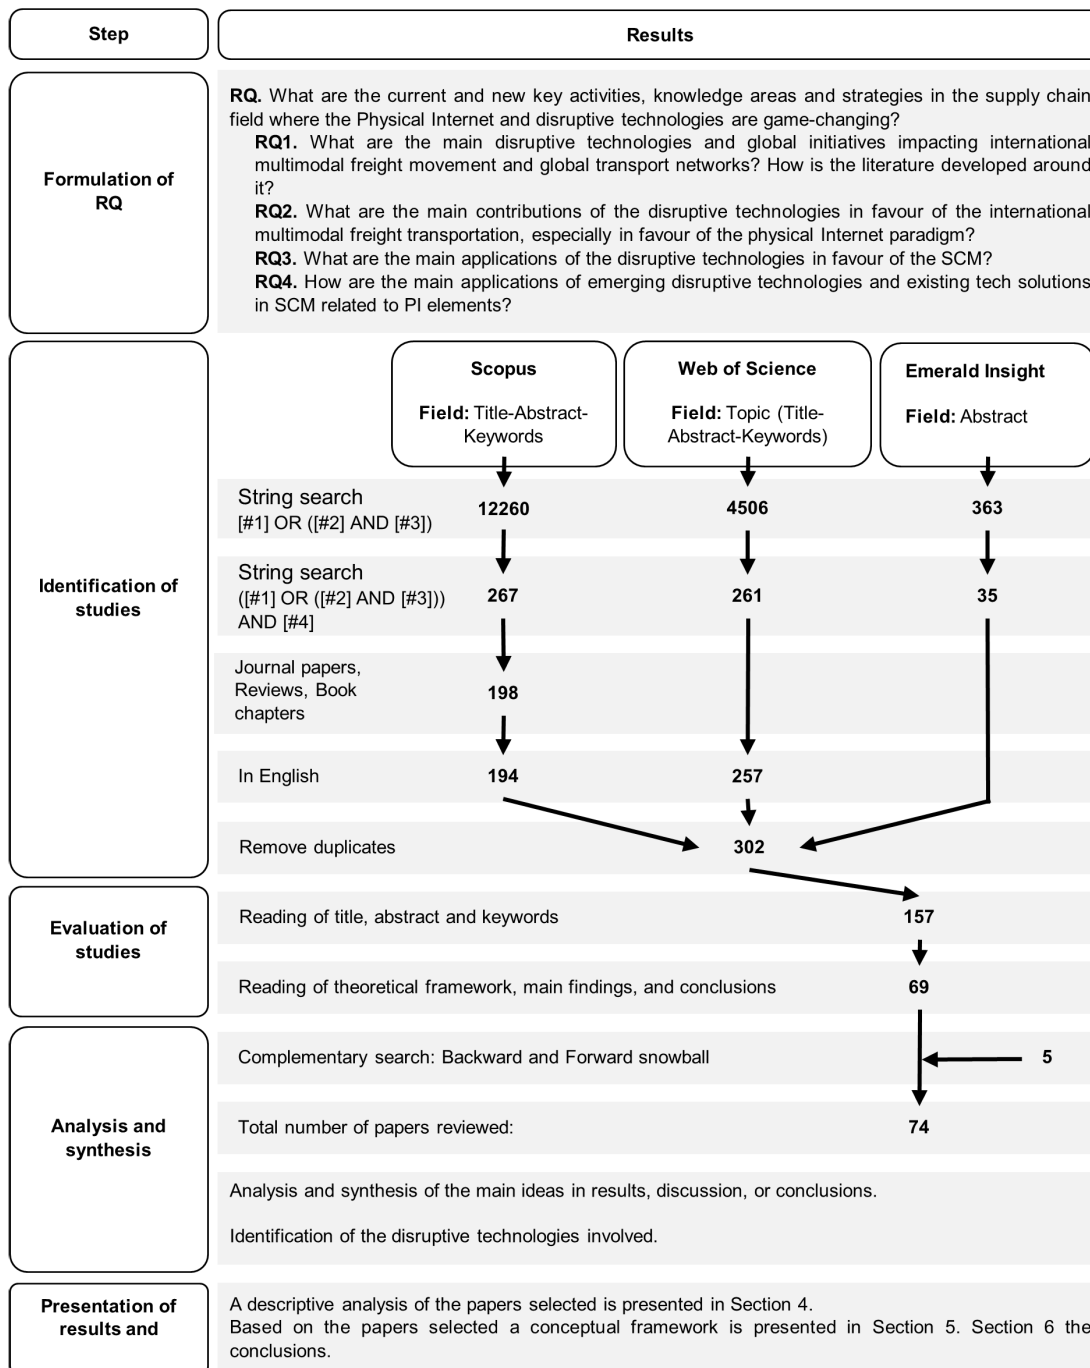 Step
Results
Formulation of
RQ
RQ. What are the current and new key activities, knowledge areas and strategies in the supply chain
field where the Physical Internet and disruptive technologies are game-changing?
RQ1. What are the main disruptive technologies and global initiatives impacting international
multimodal freight movement and global transport networks? How is the literature developed around
it?
RQ2. What are the main contributions of the disruptive technologies in favour of the international
multimodal freight transportation, especially in favour of the physical Internet paradigm?
RQ3. What are the main applications of the disruptive technologies in favour of the SCM?
RQ4. How are the main applications of emerging disruptive technologies and existing tech solutions
in SCM related to PI elements?
Identification of
studies
Scopus
Field: Title-Abstract-
Keywords
Web of Science
Field: Topic (Title-
Abstract-Keywords)
Emerald Insight
Field: Abstract
String search
[#1] OR ([#2] AND [#3])
12260
4506
363
String search
([#1] OR ([#2] AND [#3]))
AND [#4]
267
261
35
Journal papers,
Reviews, Book
chapters
198
In English
194
257
Remove duplicates
302
Evaluation of
studies
Reading of title, abstract and keywords
157
Reading of theoretical framework, main findings, and conclusions
69
Analysis and
synthesis
Complementary search: Backward and Forward snowball
5
Total number of papers reviewed:
74
Analysis and synthesis of the main ideas in results, discussion, or conclusions.
Identification of the disruptive technologies involved.
Presentation of
results and
A descriptive analysis of the papers selected is presented in Section 4.
Based on the papers selected a conceptual framework is presented in Section 5. Section 6 the
conclusions.